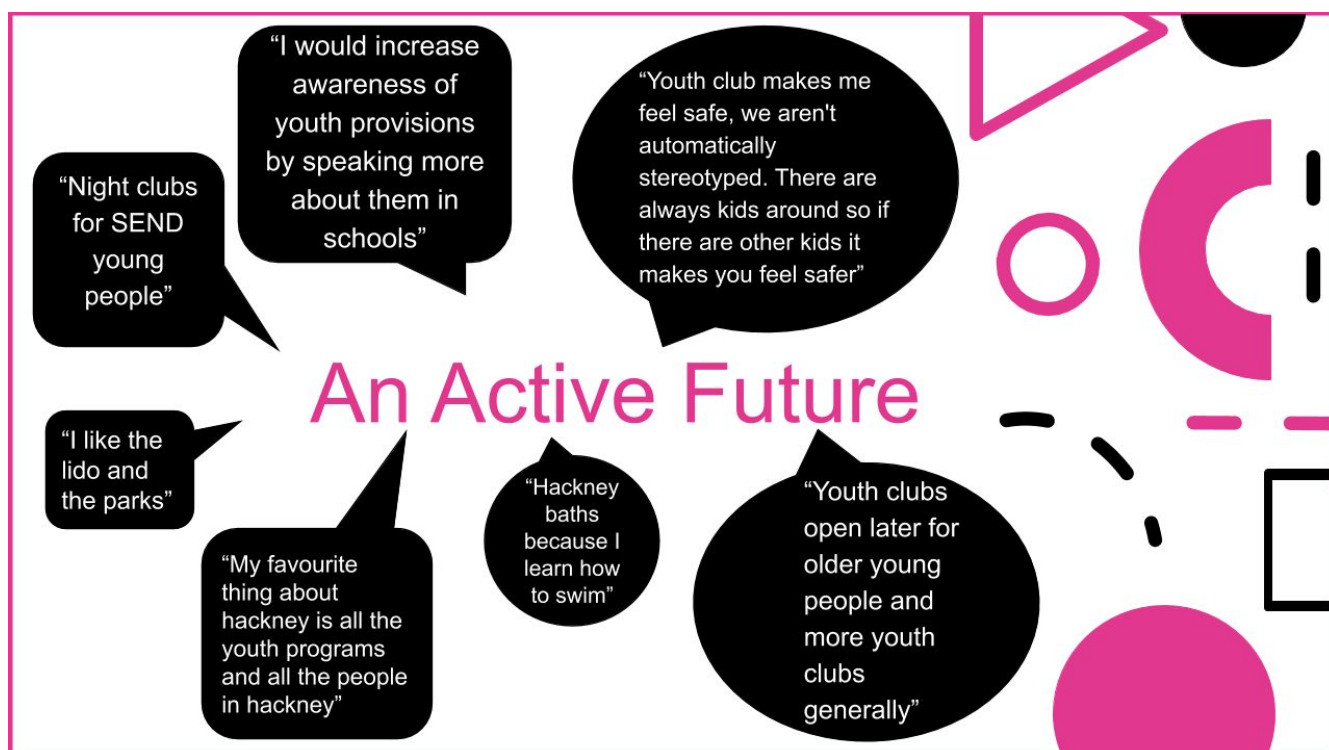 “I would increase
awareness of
youth provisions
by speaking more
about them in
schools”
“Youth club makes me
feel safe, we aren't
automatically
stereotyped. There are
always kids around so if
there are other kids it
makes you feel safer”
“Night clubs
for SEND
young
people”
An Active Future
“I like the
lido and
the parks”
“My favourite
thing about
hackney is all the
youth programs
and all the people
in hackney”
“Hackney
baths
because I
learn how
to swim”
“Youth clubs
open later for
older young
people and
more youth
clubs
generally”